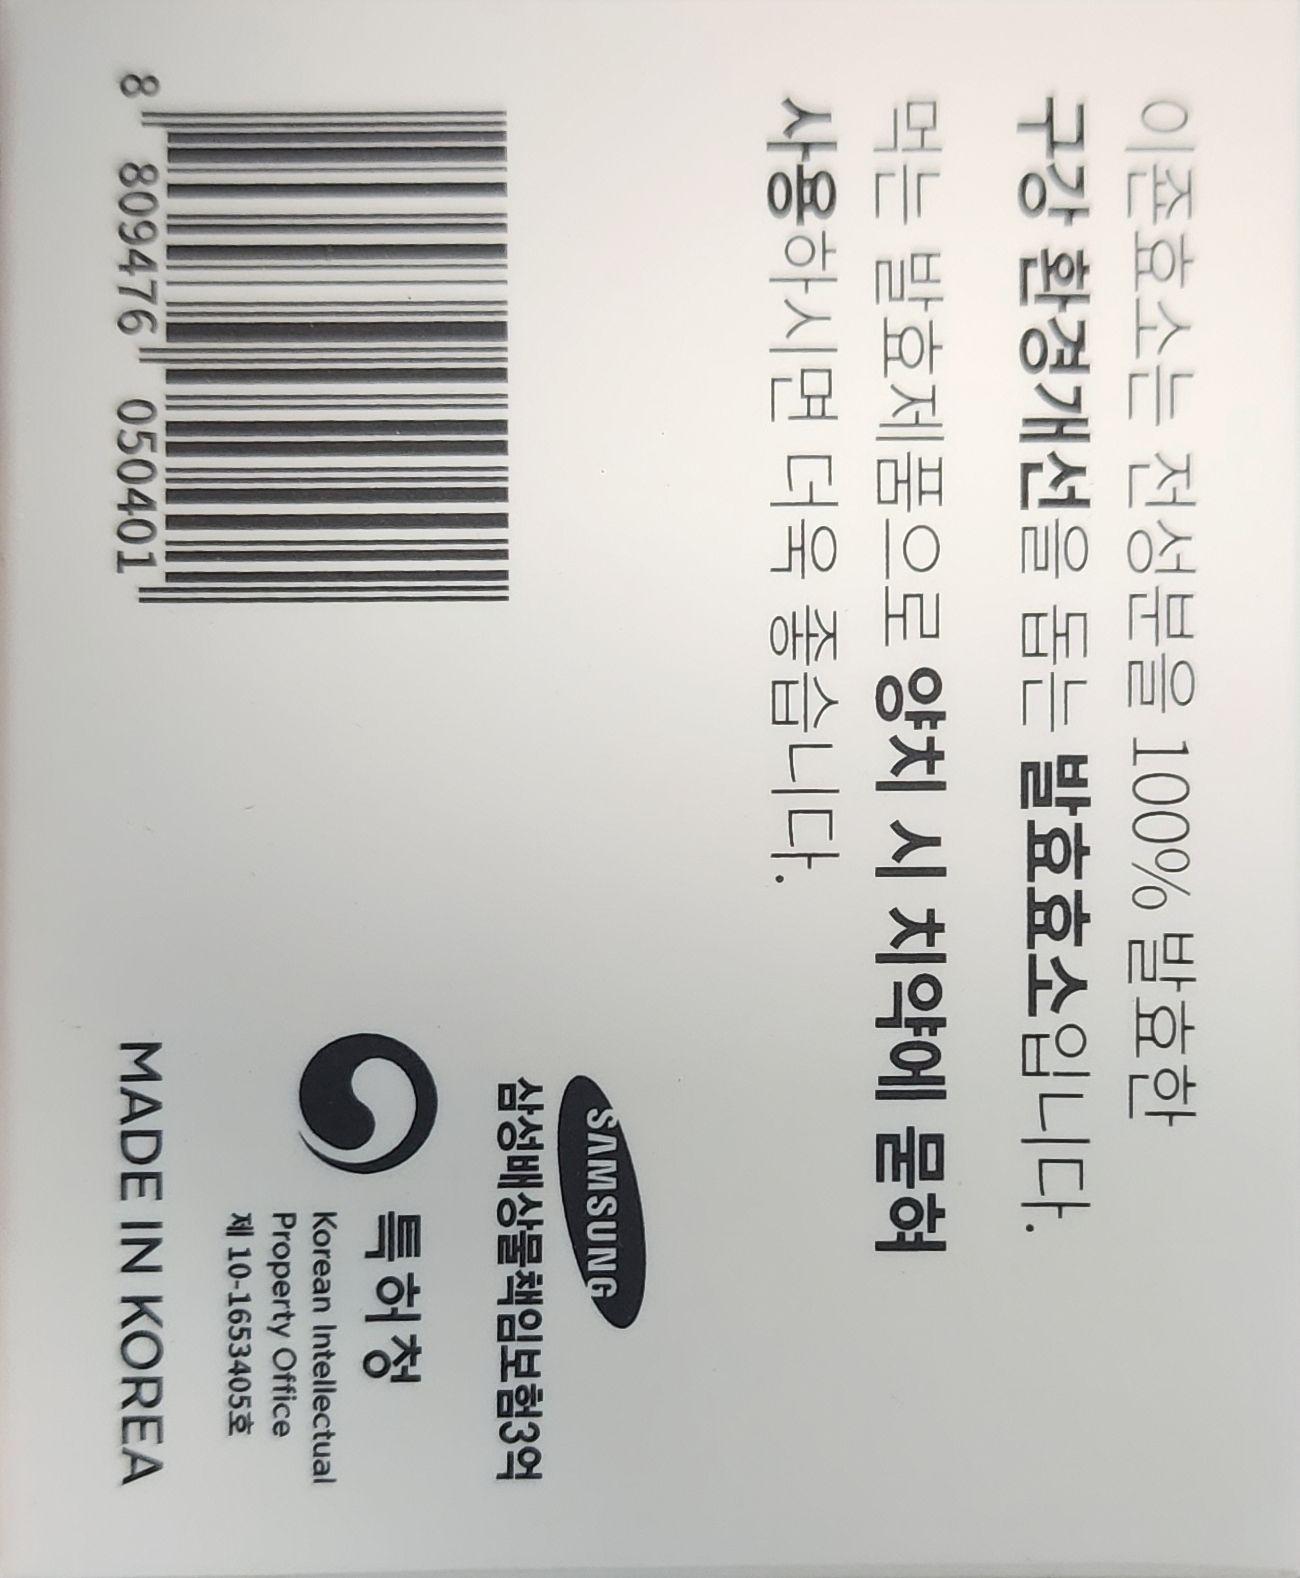 이죤효소는 전성분을 100% 발효한
구강 환경개선을 돕는 발효효소입니다.
먹는 발효제품으로 양치 시 치약에 묻혀
사용하시면 더욱 좋습니다.
SAMSUNG
삼성배상물책임보험3억
특허청
Korean Intellectual
Property Office
제 10-1653405호
8 809476 050401
MADE IN KOREA